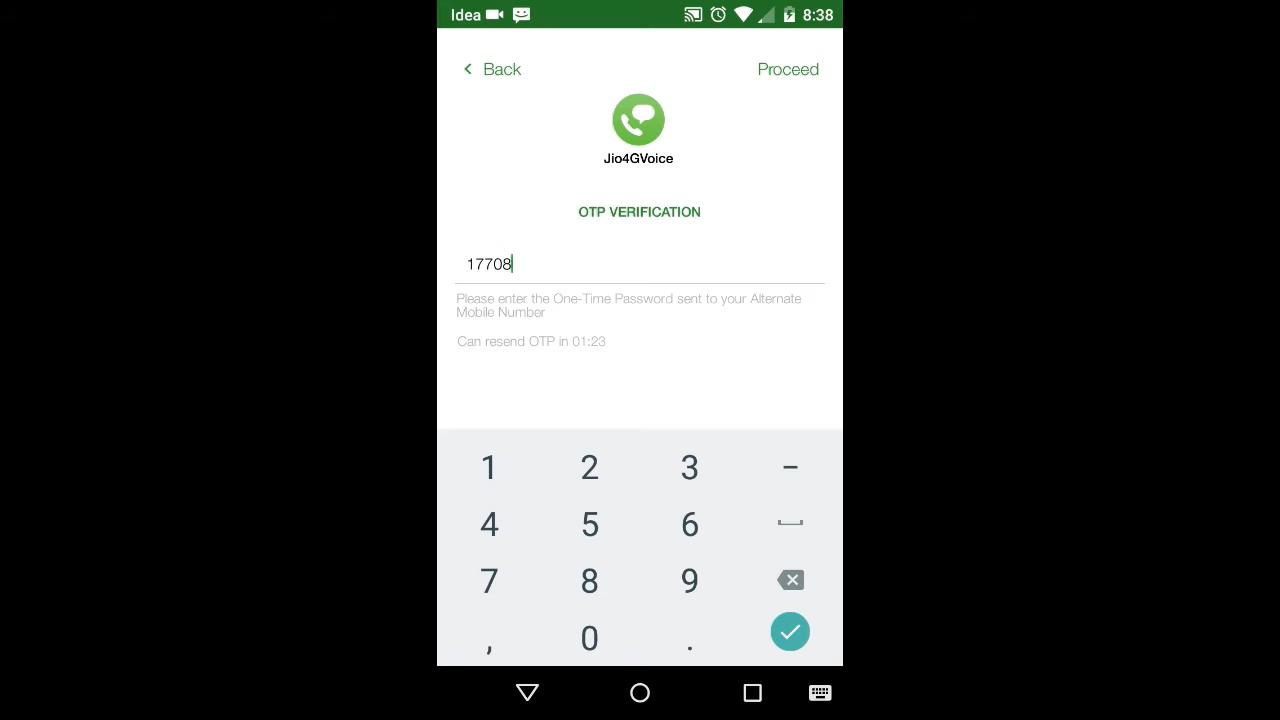 Idea 8:38
Back Proceed
Jio4GVoice
OTP VERIFICATION
17708
Please enter the One-Time Password sent to your Alternate
Mobile Number
Can resend OTP in 01:23
1 2 3 -
4 5 6
7 8 9
, 0 .